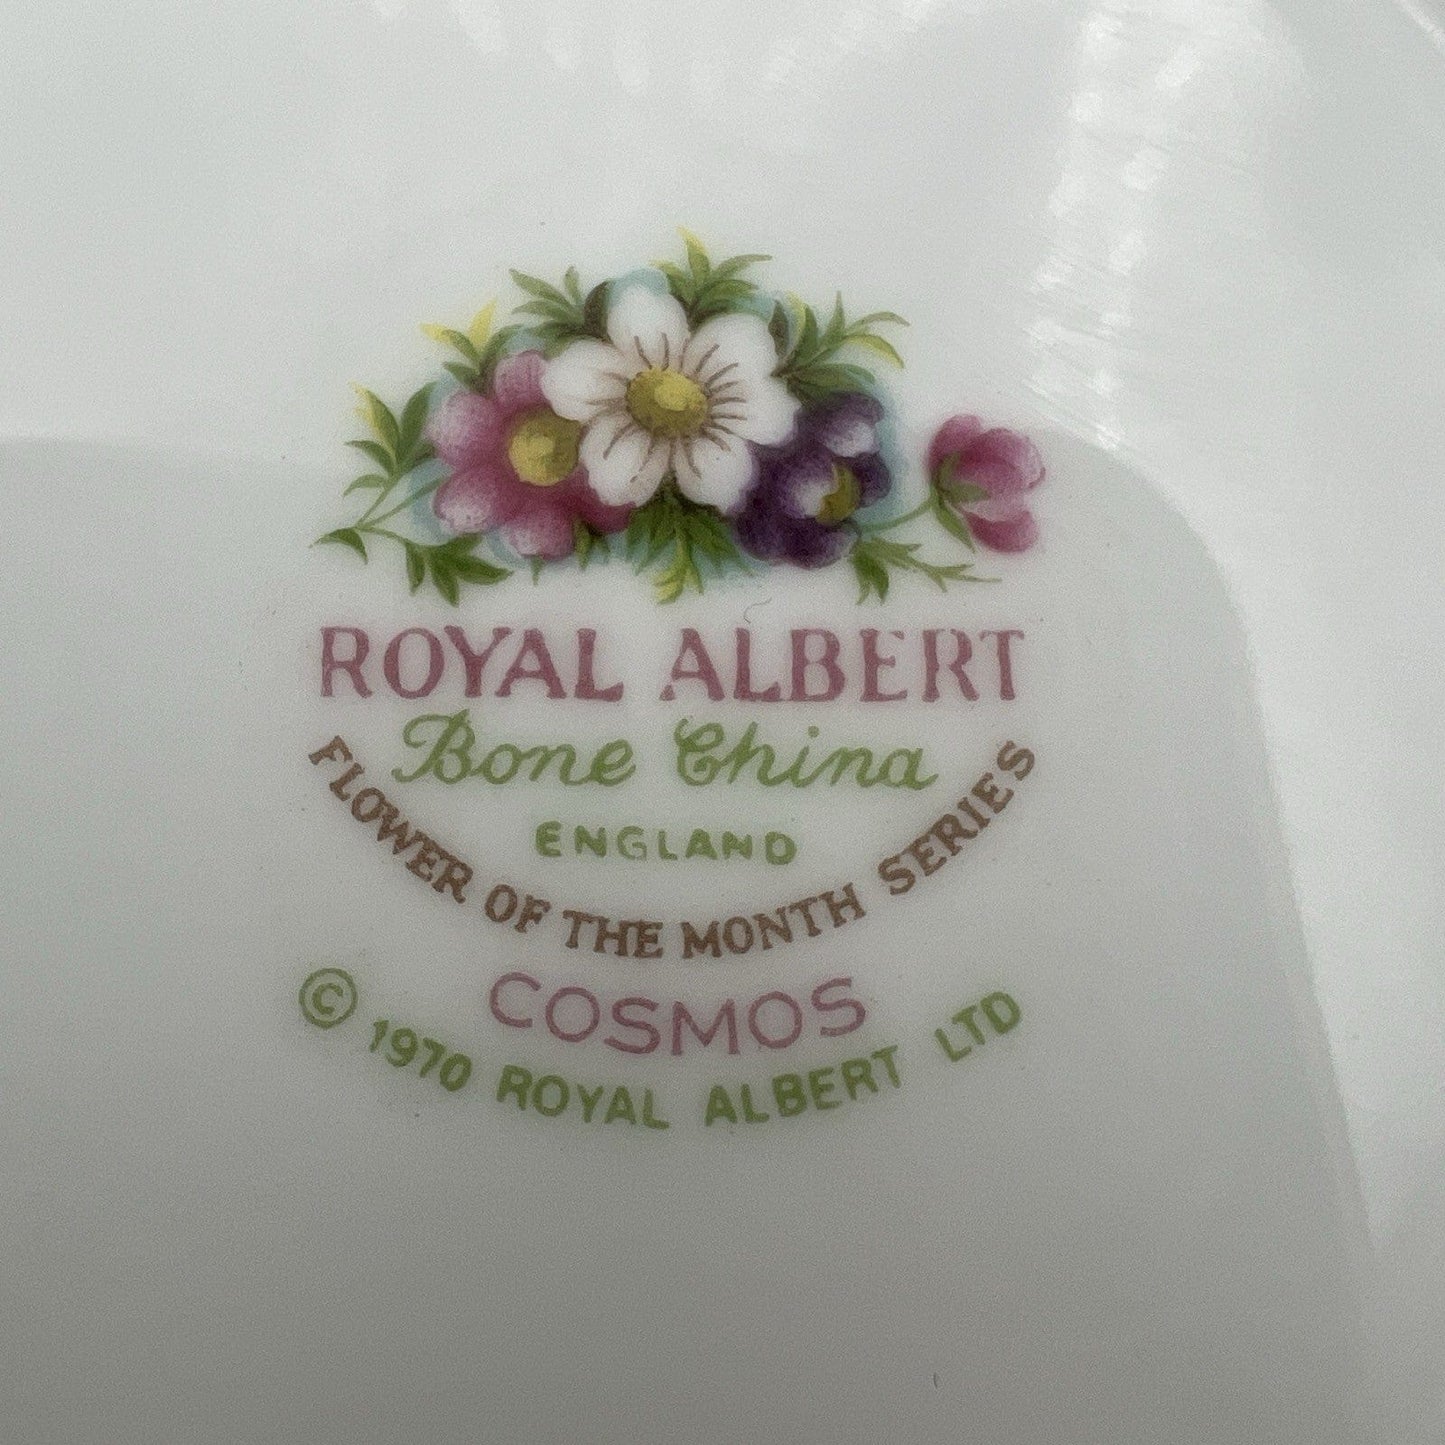 ROYAL ALBERT
Bone China
ENGLAND
FLOWER OF THE MONTH SERIES
COSMOS
© 1970 ROYAL ALBERT LTD